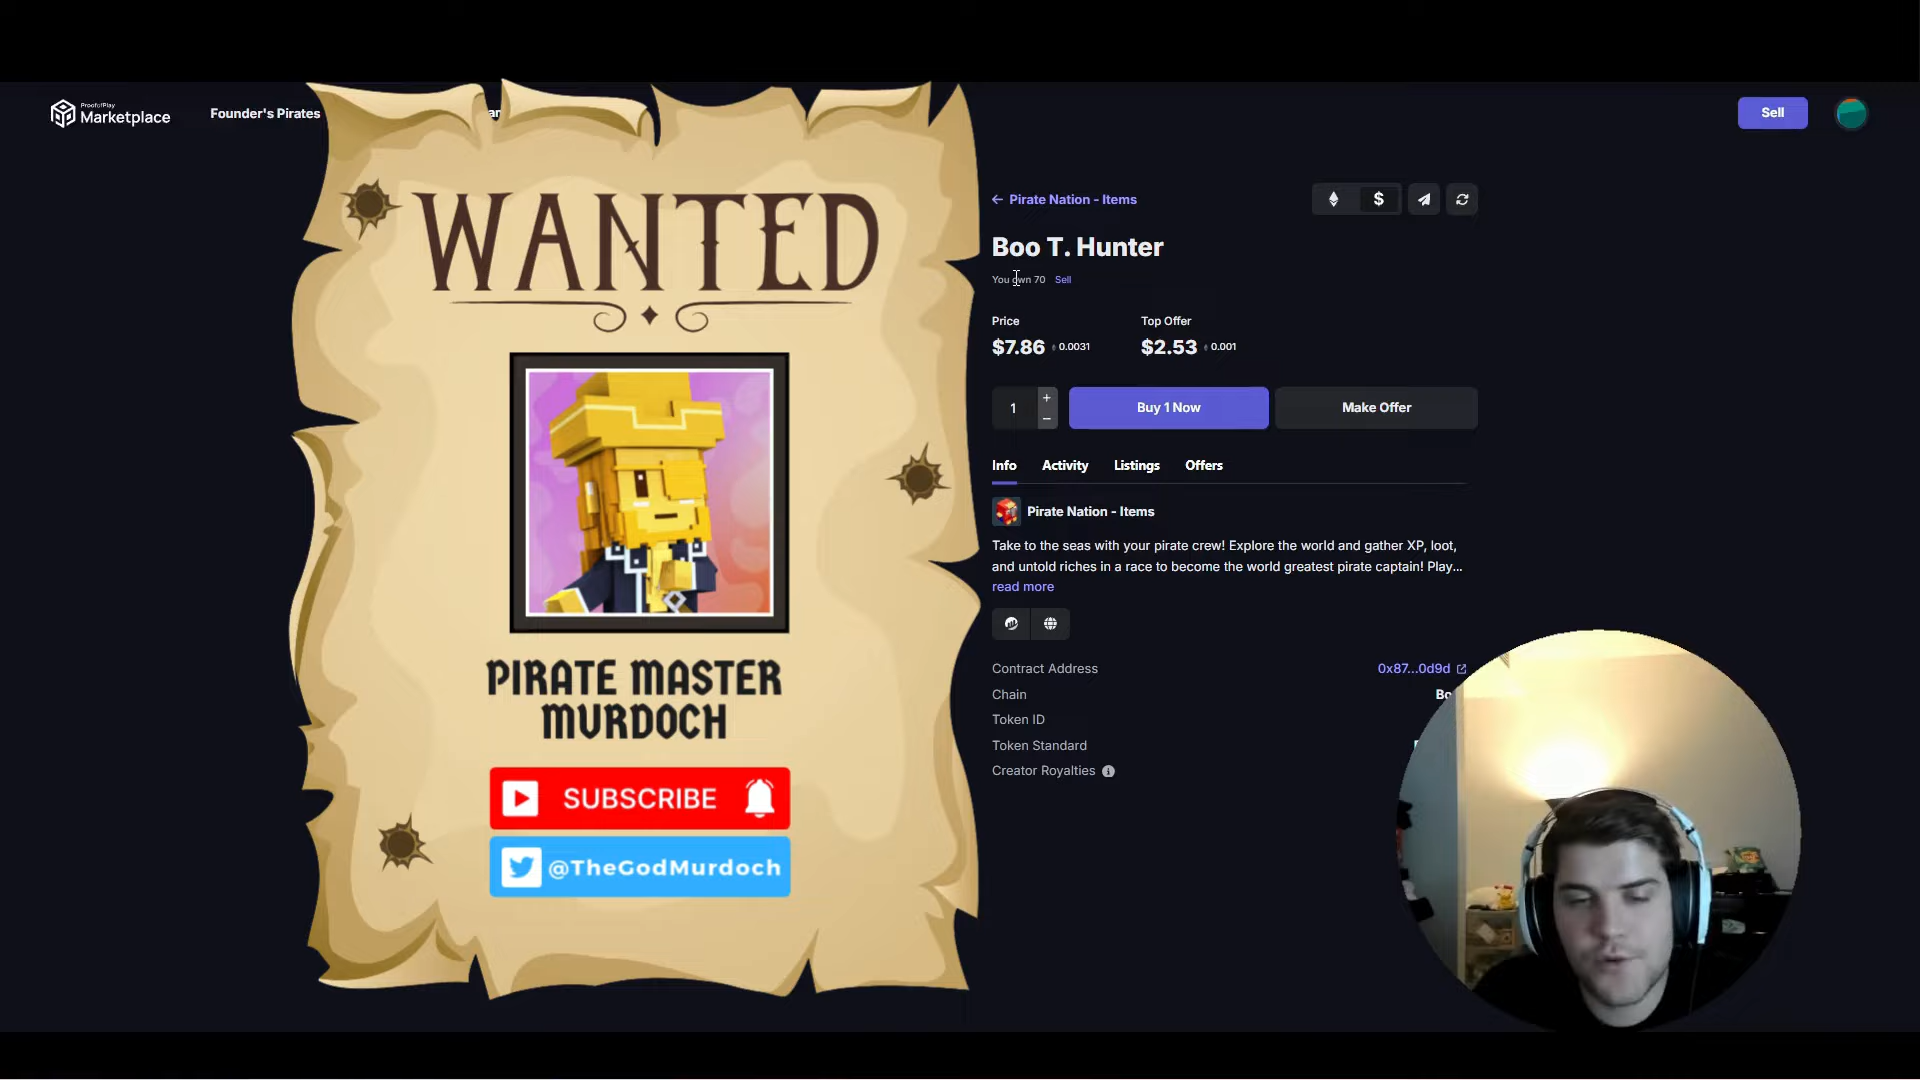 ProofofPlay
Marketplace
Founder's Pirates
Sell
WANTED
PIRATE MASTER
MURDOCH
SUBSCRIBE
@TheGodMurdoch
Pirate Nation - Items
$
Boo T. Hunter
You own 70 Sell
Price
Top Offer
$7.86 0.0031
$2.53 0.001
1 + −
Buy 1 Now
Make Offer
Info Activity Listings Offers
Pirate Nation - Items
Take to the seas with your pirate crew! Explore the world and gather XP, loot,
and untold riches in a race to become the world greatest pirate captain! Play...
read more
Contract Address 0x87...0d9d
Chain
Token ID
Token Standard
Creator Royalties